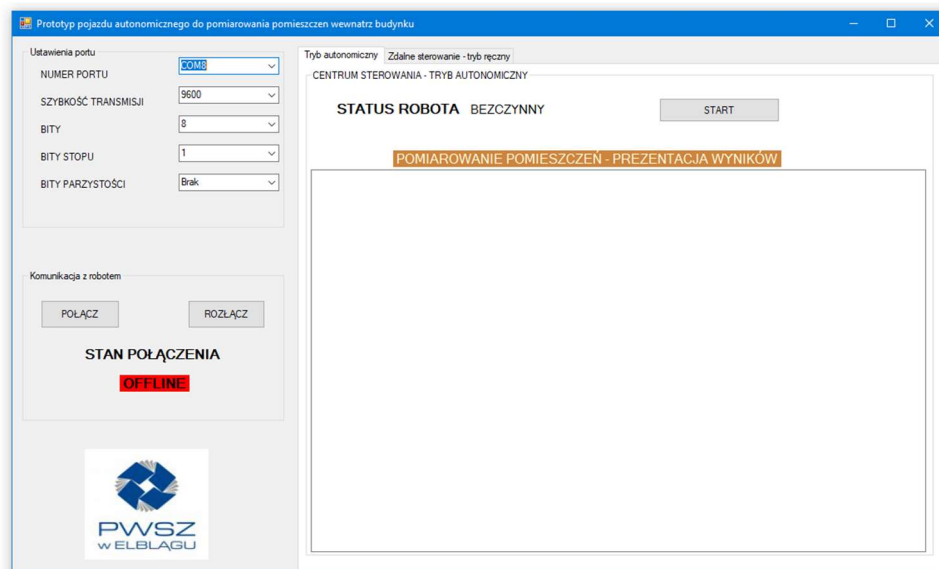 Prototyp pojazdu autonomicznego do pomiarowania pomieszczen wewnatrz budynku
Ustawienia portu
NUMER PORTU COM8
SZYBKOŚĆ TRANSMISJI 9600
BITY 8
BITY STOPU 1
BITY PARZYSTOŚCI Brak
Komunikacja z robotem
POŁĄCZ ROZŁĄCZ
STAN POŁĄCZENIA
OFFLINE
PWSZ
W ELBLĄGU
Tryb autonomiczny Zdalne sterowanie - tryb ręczny
CENTRUM STEROWANIA - TRYB AUTONOMICZNY
STATUS ROBOTA BEZCZYNNY START
POMIAROWANIE POMIESZCZEŃ - PREZENTACJA WYNIKÓW